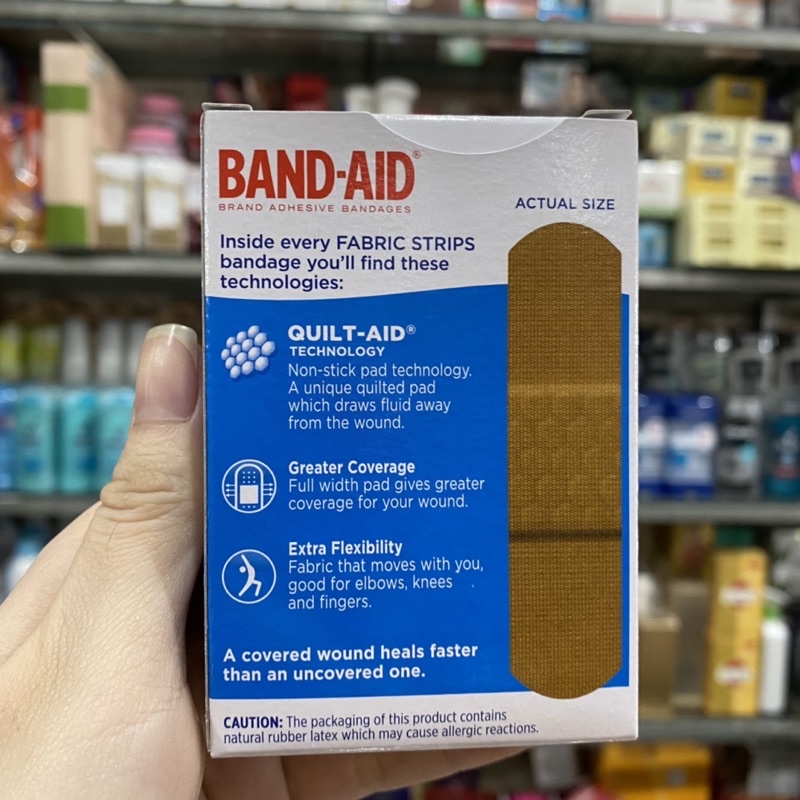 BAND-AID®
BRAND ADHESIVE BANDAGES
ACTUAL SIZE
Inside every FABRIC STRIPS
bandage you'll find these
technologies:
QUILT-AID®
TECHNOLOGY
Non-stick pad technology.
A unique quilted pad
which draws fluid away
from the wound.
Greater Coverage
Full width pad gives greater
coverage for your wound.
Extra Flexibility
Fabric that moves with you,
good for elbows, knees
and fingers.
A covered wound heals faster
than an uncovered one.
CAUTION: The packaging of this product contains
natural rubber latex which may cause allergic reactions.